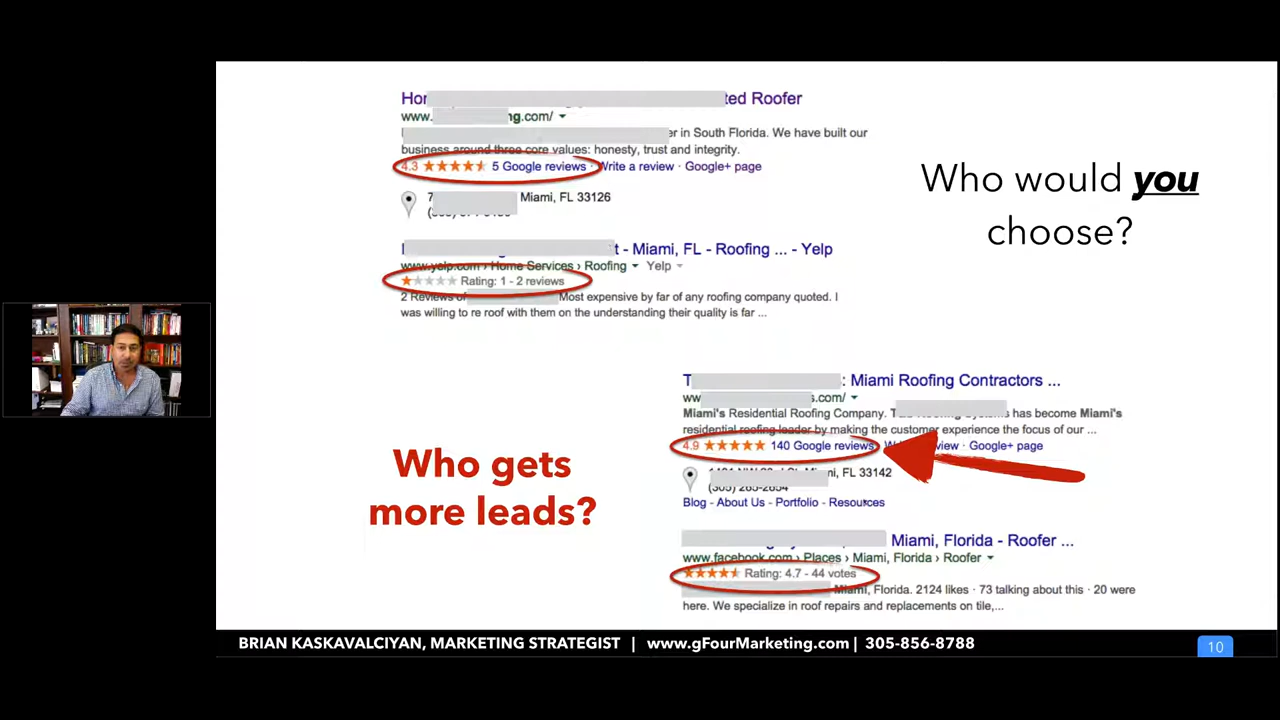 Hor ted Roofer
www. ng.com/
er in South Florida. We have built our
business around three core values: honesty, trust and integrity.
4.3 5 Google reviews · Write a review · Google+ page
7 Miami, FL 33126
t - Miami, FL - Roofing ... - Yelp
www.yelp.com › Home Services › Roofing Yelp
Rating: 1 - 2 reviews
2 Reviews of Most expensive by far of any roofing company quoted. I
was willing to re roof with them on the understanding their quality is far ...
Who would you
choose?
Who gets
more leads?
T : Miami Roofing Contractors ...
ww s.com/
Miami's Residential Roofing Company. has become Miami's
residential roofing leader by making the customer experience the focus of our ...
4.9 140 Google reviews · view · Google+ page
FL 33142
(305)
Blog - About Us - Portfolio - Resources
Miami, Florida - Roofer ...
www.facebook.com › Places › Miami, Florida › Roofer
Rating: 4.7 - 44 votes
Miami, Florida. 2124 likes · 73 talking about this · 20 were
here. We specialize in roof repairs and replacements on tile,...
BRIAN KASKAVALCIYAN, MARKETING STRATEGIST | www.gFourMarketing.com | 305-856-8788
10